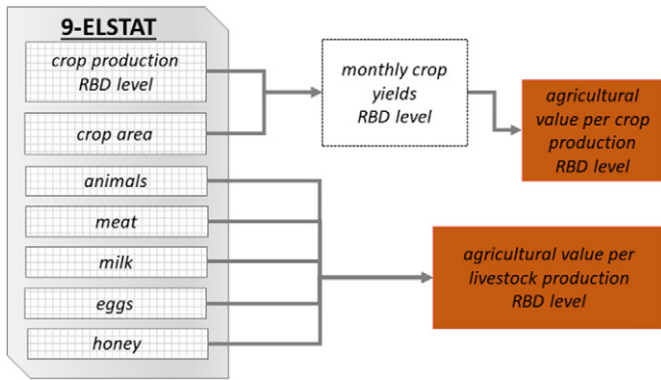 9-ELSTAT
crop production
RBD level
crop area
animals
meat
milk
eggs
honey
monthly crop
yields
RBD level
agricultural
value per crop
production
RBD level
agricultural value per
livestock production
RBD level